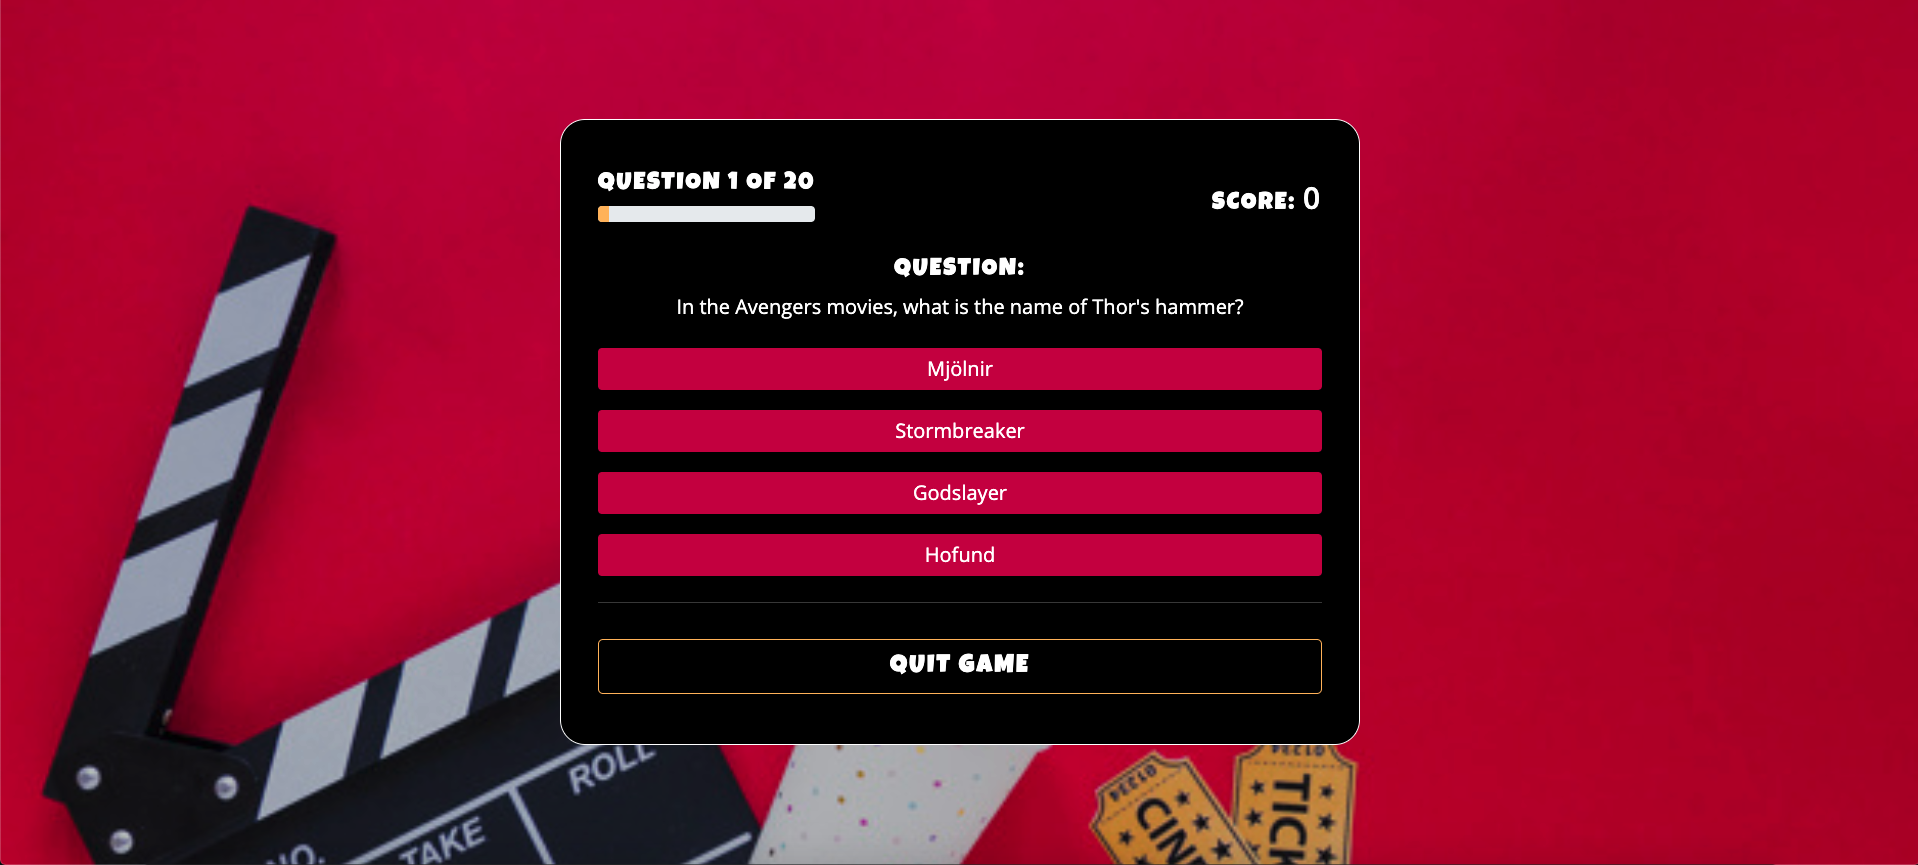 QUESTION 1 OF 20
SCORE: 0
QUESTION:
In the Avengers movies, what is the name of Thor's hammer?
Mjölnir
Stormbreaker
Godslayer
Hofund
QUIT GAME
ROLL
TAKE
NO.